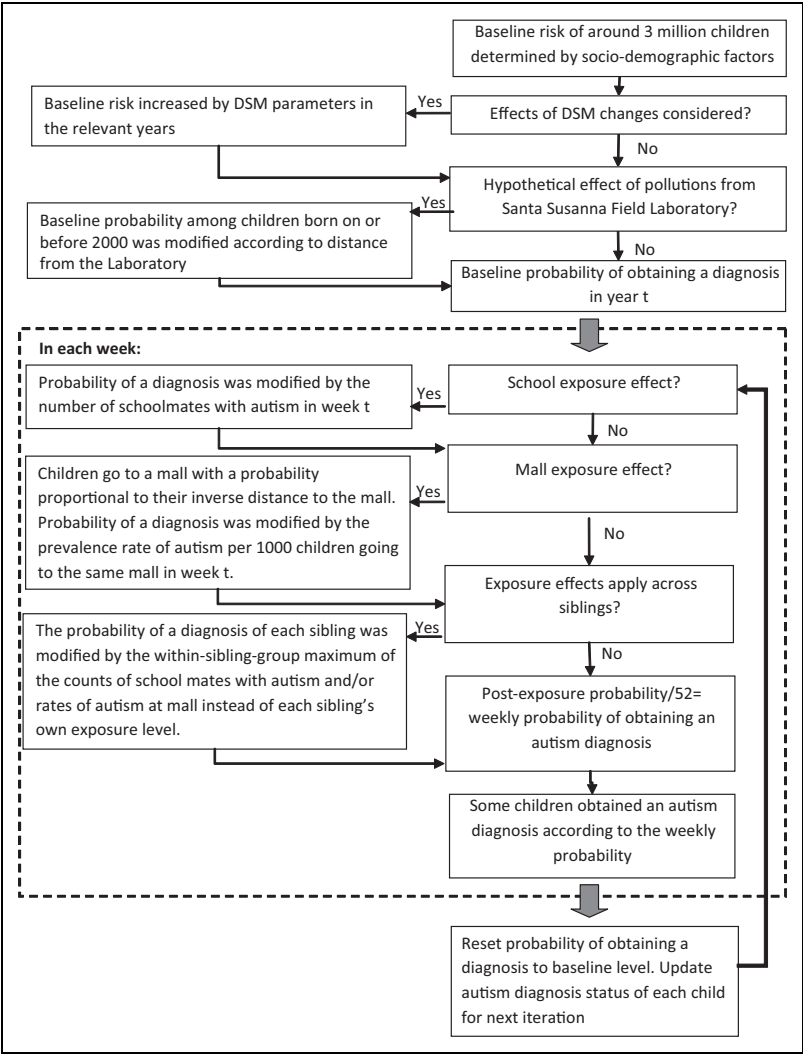 Baseline risk of around 3 million children
determined by socio-demographic factors
Yes
Baseline risk increased by DSM parameters in
the relevant years
Effects of DSM changes considered?
No
Hypothetical effect of pollutions from
Santa Susanna Field Laboratory?
Yes
Baseline probability among children born on or
before 2000 was modified according to distance
from the Laboratory
No
Baseline probability of obtaining a diagnosis
in year t
In each week:
Probability of a diagnosis was modified by the
number of schoolmates with autism in week t
Yes
School exposure effect?
No
Mall exposure effect?
Children go to a mall with a probability
proportional to their inverse distance to the mall.
Probability of a diagnosis was modified by the
prevalence rate of autism per 1000 children going
to the same mall in week t.
Yes
No
Exposure effects apply across
siblings?
The probability of a diagnosis of each sibling was
modified by the within-sibling-group maximum of
the counts of school mates with autism and/or
rates of autism at mall instead of each sibling’s
own exposure level.
Yes
No
Post-exposure probability/52=
weekly probability of obtaining an
autism diagnosis
Some children obtained an autism
diagnosis according to the weekly
probability
Reset probability of obtaining a
diagnosis to baseline level. Update
autism diagnosis status of each child
for next iteration